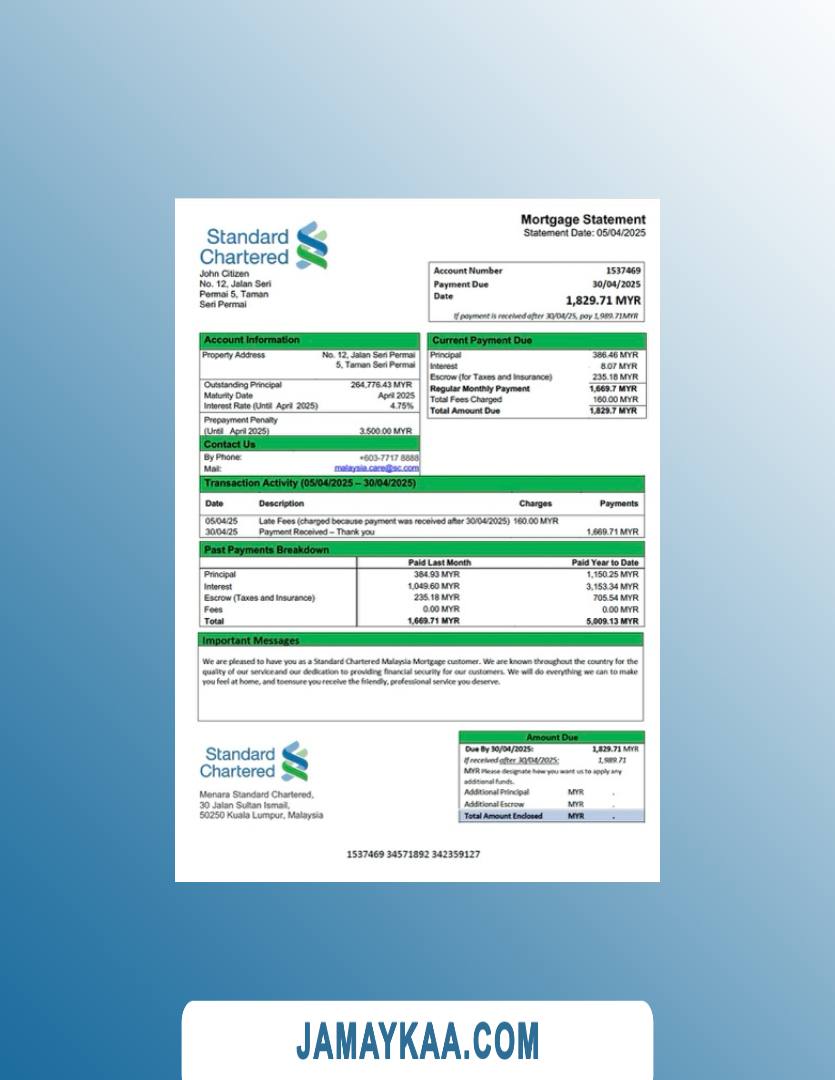 Mortgage Statement
Statement Date: 05/04/2025
Standard
Chartered
John Citizen
No. 12, Jalan Seri
Permai 5, Taman
Seri Permai
Account Number 1537469
Payment Due 30/04/2025
Date 1,829.71 MYR
If payment is received after 30/04/25, pay 1,989.71MYR
Account Information
Property Address No. 12, Jalan Seri Permai
5, Taman Seri Permai
Outstanding Principal 264,776.43 MYR
Maturity Date April 2025
Interest Rate (Until April 2025) 4.75%
Prepayment Penalty
(Until April 2025) 3.500.00 MYR
Contact Us
By Phone: +603-7717 8888
Mail: malaysia.care@sc.com
Current Payment Due
Principal 386.46 MYR
Interest 8.07 MYR
Escrow (for Taxes and Insurance) 235.18 MYR
Regular Monthly Payment 1,669.7 MYR
Total Fees Charged 160.00 MYR
Total Amount Due 1,829.7 MYR
Transaction Activity (05/04/2025 – 30/04/2025)
Date Description Charges Payments
05/04/25 Late Fees (charged because payment was received after 30/04/2025) 160.00 MYR
30/04/25 Payment Received – Thank you 1,669.71 MYR
Past Payments Breakdown
Paid Last Month Paid Year to Date
Principal 384.93 MYR 1,150.25 MYR
Interest 1,049.60 MYR 3,153.34 MYR
Escrow (Taxes and Insurance) 235.18 MYR 705.54 MYR
Fees 0.00 MYR 0.00 MYR
Total 1,669.71 MYR 5,009.13 MYR
Important Messages
We are pleased to have you as a Standard Chartered Malaysia Mortgage customer. We are known throughout the country for the
quality of our serviceand our dedication to providing financial security for our customers. We will do everything we can to make
you feel at home, and toensure you receive the friendly, professional service you deserve.
Standard
Chartered
Menara Standard Chartered,
30 Jalan Sultan Ismail,
50250 Kuala Lumpur, Malaysia
Amount Due
Due By 30/04/2025: 1,829.71 MYR
If received after 30/04/2025: 1,989.71
MYR Please designate how you want us to apply any
additional funds.
Additional Principal MYR .
Additional Escrow MYR .
Total Amount Enclosed MYR .
1537469 34571892 342359127
JAMAYKAA.COM